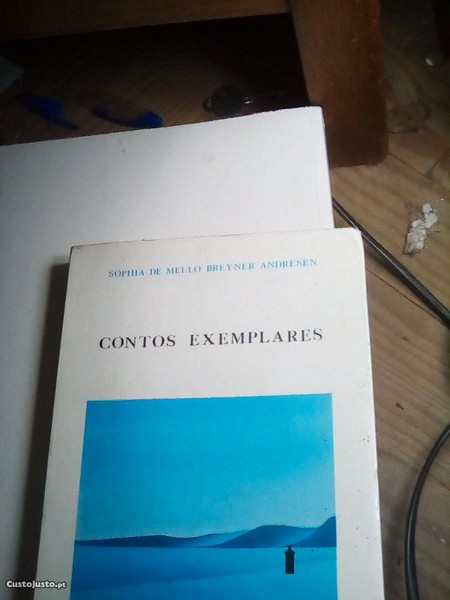 SOPHIA DE MELLO BREYNER ANDRESEN
CONTOS EXEMPLARES
CustoJusto.pt